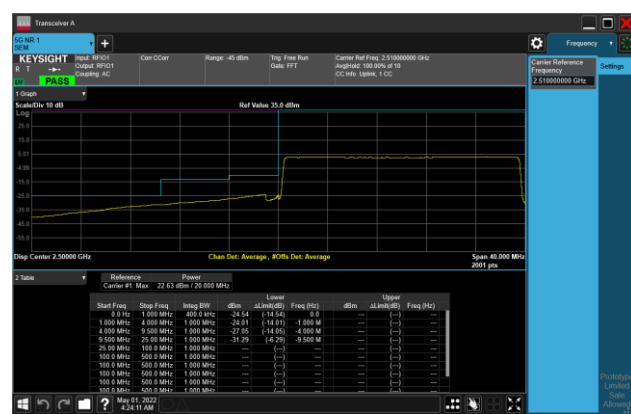 Transceiver A
5G NR 1
SEM
Frequency
KEYSIGHT
R T
PASS
Input: RFIO1
Output: RFIO1
Coupling: AC
Corr CCorr
Range: -45 dBm
Trig: Free Run
Gate: FFT
Carrier Ref Freq: 2.510000000 GHz
Avg|Hold: 100.00% of 10
CC Info: Uplink, 1 CC
Carrier Reference
Frequency
2.510000000 GHz
Settings
1 Graph
Scale/Div 10 dB
Ref Value 35.0 dBm
Log
25.0
15.0
5.01
-4.99
-15.0
-25.0
-35.0
-45.0
-55.0
Disp Center 2.50000 GHz
Chan Det: Average , #Offs Det: Average
Span 40.000 MHz
2001 pts
2 Table
Reference Power
Carrier #1 Max 22.63 dBm / 20.000 MHz
Lower Upper
Start Freq Stop Freq Integ BW dBm ΔLimit(dB) Freq (Hz) dBm ΔLimit(dB) Freq (Hz)
0.0 Hz 1.000 MHz 400.0 kHz -24.54 (-14.54) 0.0 --- (---) ---
1.000 MHz 4.000 MHz 1.000 MHz -24.01 (-14.01) -1.000 M --- (---) ---
4.000 MHz 9.500 MHz 1.000 MHz -27.05 (-14.05) -4.000 M --- (---) ---
9.500 MHz 25.00 MHz 1.000 MHz -31.29 (-6.29) -9.500 M --- (---) ---
25.00 MHz 100.0 MHz 1.000 MHz --- (---) --- --- (---) ---
100.0 MHz 500.0 MHz 1.000 MHz --- (---) --- --- (---) ---
100.0 MHz 500.0 MHz 1.000 MHz --- (---) --- --- (---) ---
100.0 MHz 500.0 MHz 1.000 MHz --- (---) --- --- (---) ---
100.0 MHz 500.0 MHz 1.000 MHz --- (---) --- --- (---) ---
100.0 MHz 500.0 MHz 1.000 MHz --- (---) --- --- (---) ---
Prototype
Limited
Sale
Allowed
?
May 01, 2022
4:24:11 AM